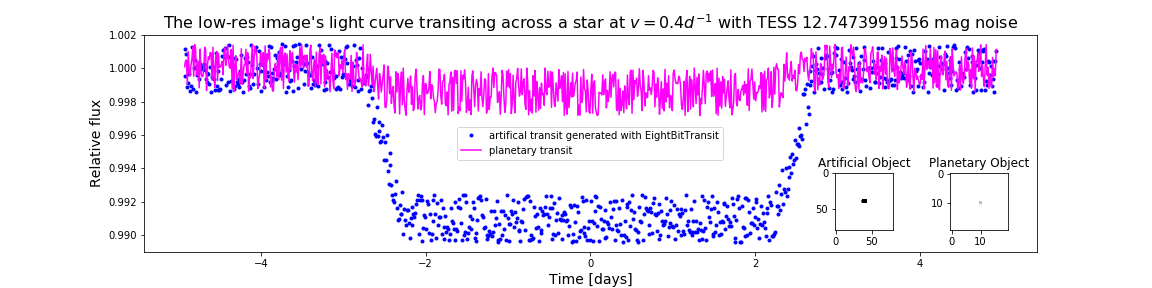 The low-res image's light curve transiting across a star at v = 0.4d⁻¹ with TESS 12.7473991556 mag noise
1.002
1.000
0.998
0.996
0.994
0.992
0.990
Relative flux
artifical transit generated with EightBitTransit
planetary transit
Artificial Object
0
50
0
50
Planetary Object
0
10
0
10
−4
−2
0
2
4
Time [days]